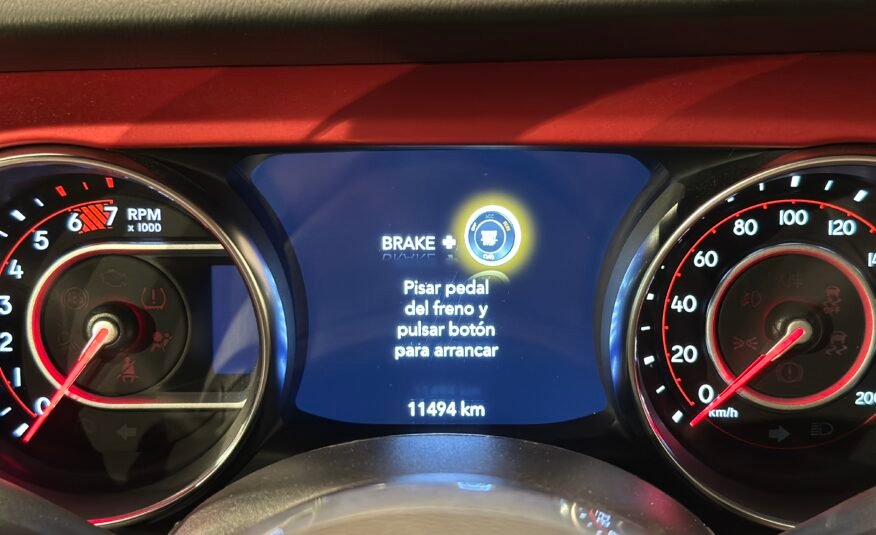 6 7 RPM
x 1000
5
4
3
2
0
BRAKE +
Pisar pedal
del freno y
pulsar botón
para arrancar
11494 km
100
80
120
60
40
20
0
km/h
200
OFF